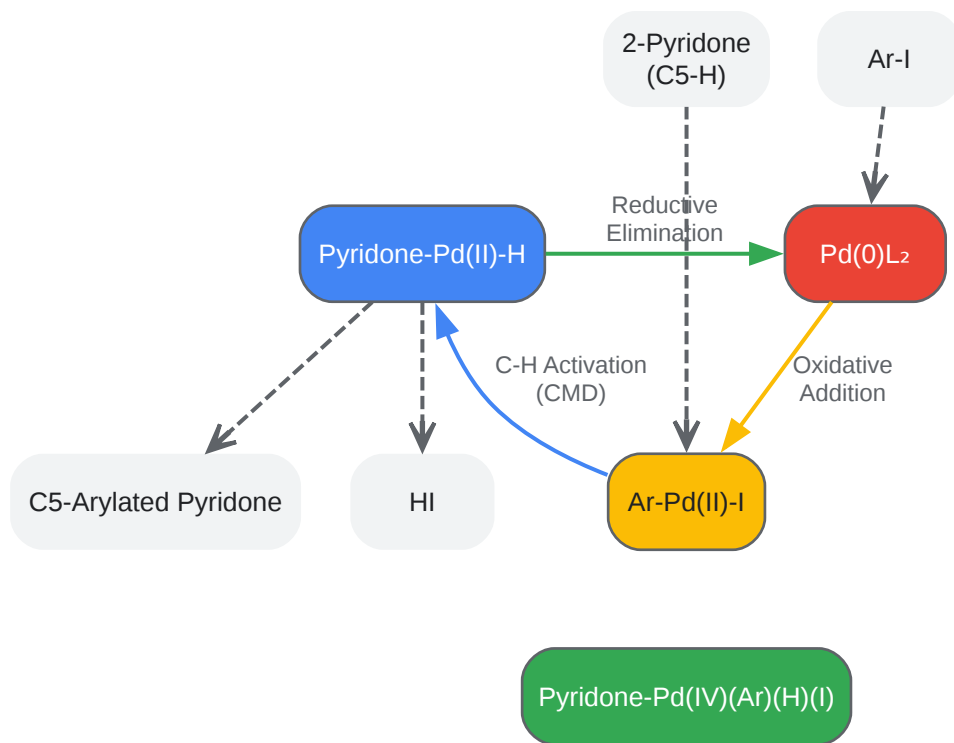 2-Pyridone
(C5-H)
Ar-I
Reductive
Elimination
Pyridone-Pd(II)-H
Pd(0)L₂
C-H Activation
(CMD)
Oxidative
Addition
C5-Arylated Pyridone
HI
Ar-Pd(II)-I
Pyridone-Pd(IV)(Ar)(H)(I)